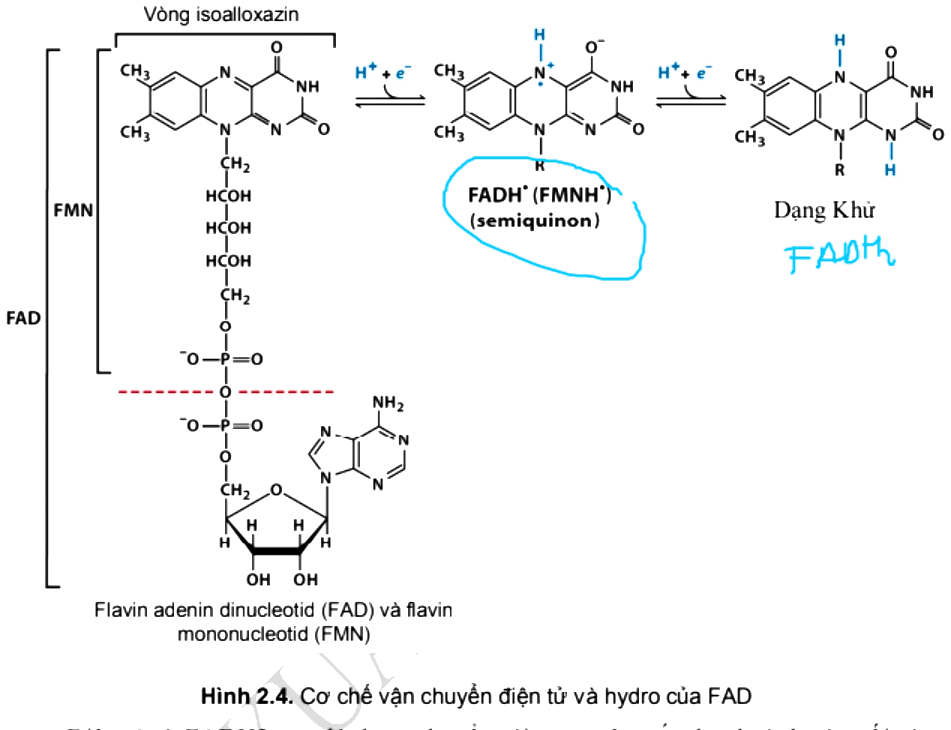 Vòng isoalloxazin
FMN
FAD
CH₃
CH₃
N
N
O
NH
N
O
CH₂
HCOH
HCOH
HCOH
CH₂
O
⁻O–P=O
O
⁻O–P=O
O
CH₂
O
H H
H H
OH OH
NH₂
N
N
N
N
H⁺ + e⁻
H
N⁺
O⁻
CH₃
CH₃
NH
N
N
O
R
FADH• (FMNH•)
(semiquinon)
H⁺ + e⁻
H
N
O
CH₃
CH₃
NH
N
N
O
R
H
Dạng Khử
FADH₂
Flavin adenin dinucleotid (FAD) và flavin
mononucleotid (FMN)
Hình 2.4. Cơ chế vận chuyển điện tử và hydro của FAD